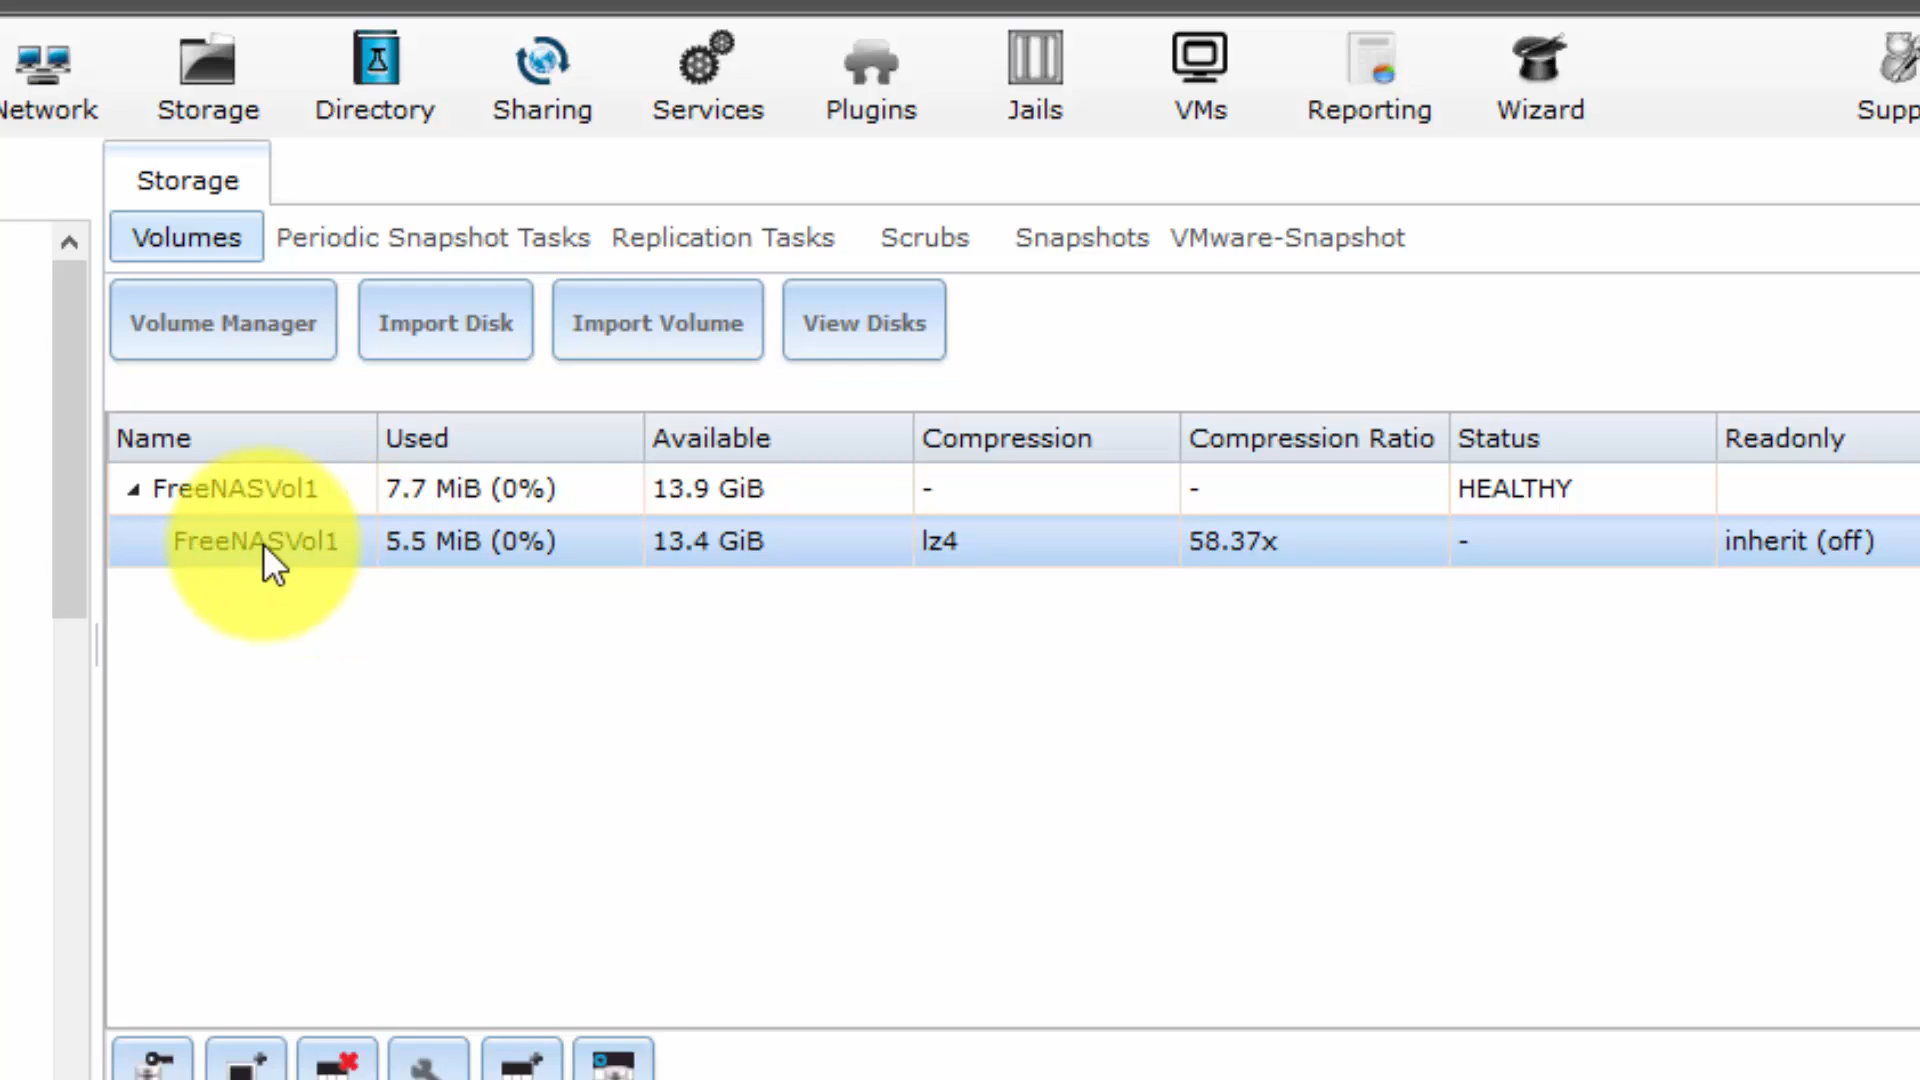 Network Storage Directory Sharing Services Plugins Jails VMs Reporting Wizard Supp
Storage
Volumes Periodic Snapshot Tasks Replication Tasks Scrubs Snapshots VMware-Snapshot
Volume Manager Import Disk Import Volume View Disks
Name Used Available Compression Compression Ratio Status Readonly
FreeNASVol1 7.7 MiB (0%) 13.9 GiB - - HEALTHY
FreeNASVol1 5.5 MiB (0%) 13.4 GiB lz4 58.37x - inherit (off)